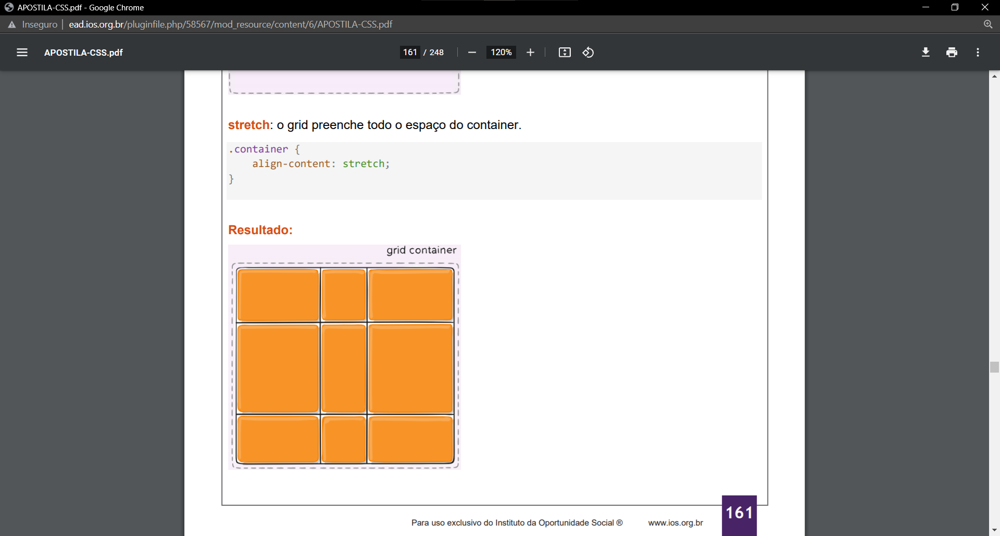 APOSTILA-CSS.pdf - Google Chrome
Inseguro | ead.ios.org.br/pluginfile.php/58567/mod_resource/content/6/APOSTILA-CSS.pdf
APOSTILA-CSS.pdf 161 / 248 120%
stretch: o grid preenche todo o espaço do container.
.container {
    align-content: stretch;
}
Resultado:
grid container
161
Para uso exclusivo do Instituto da Oportunidade Social ® www.ios.org.br